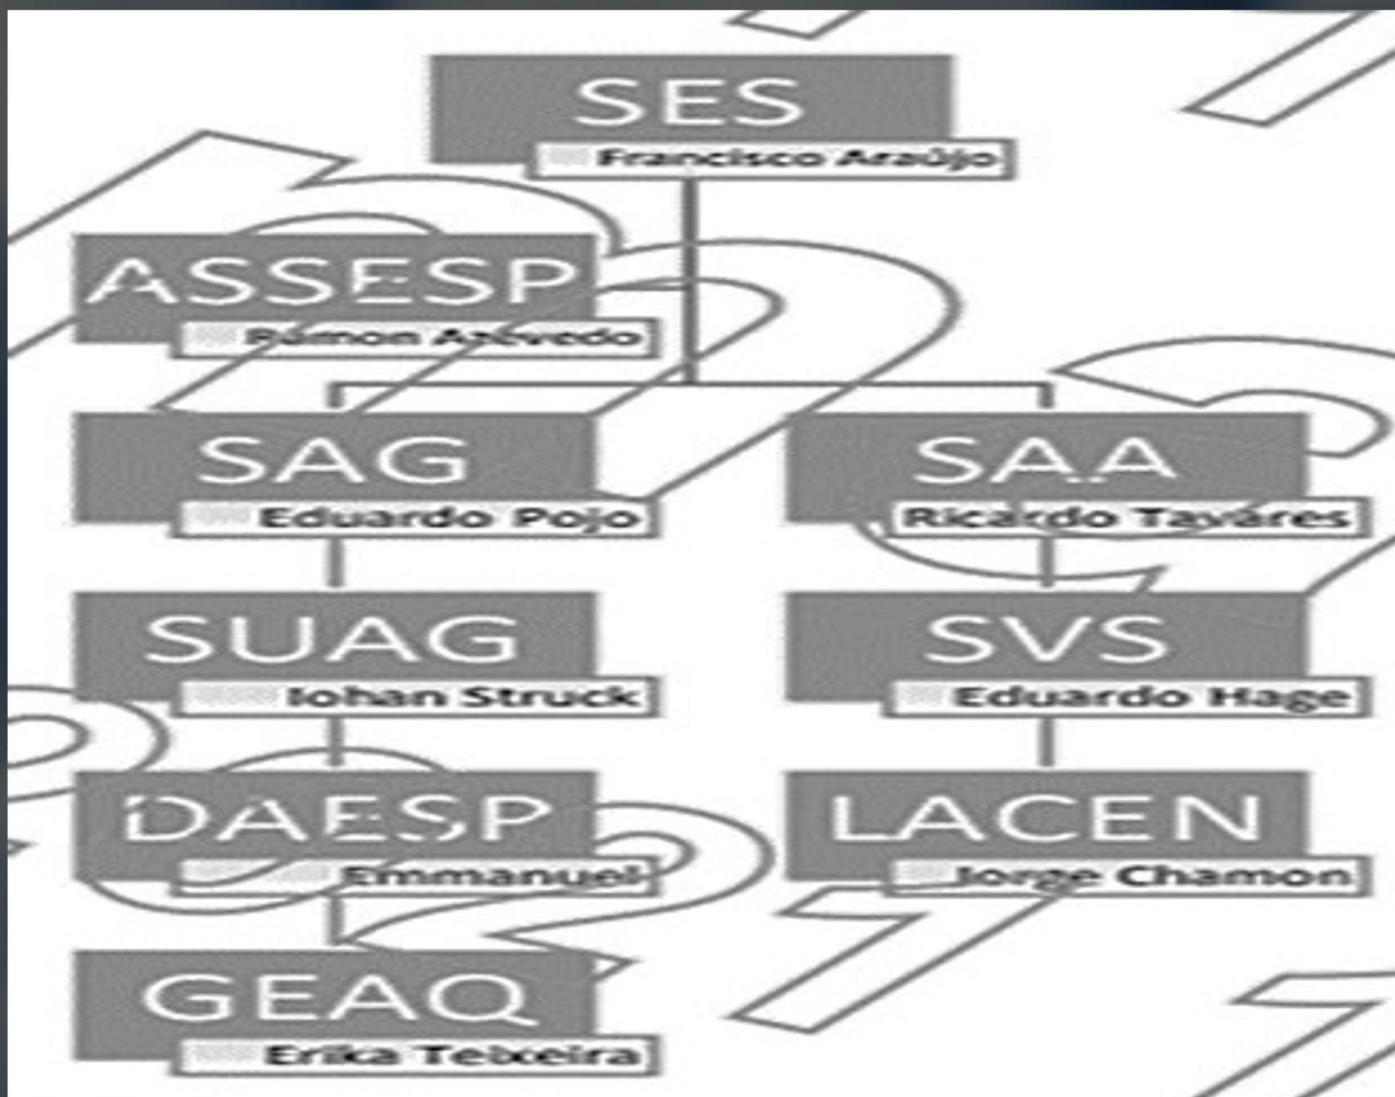 SES
Francisco Araújo
ASSESP
Ramon Azevedo
SAG
Eduardo Pojo
SAA
Ricardo Tavares
SUAG
Iohan Struck
SVS
Eduardo Hage
DAESP
Emmanuel
LACEN
Jorge Chamon
GEAQ
Erika Teixeira